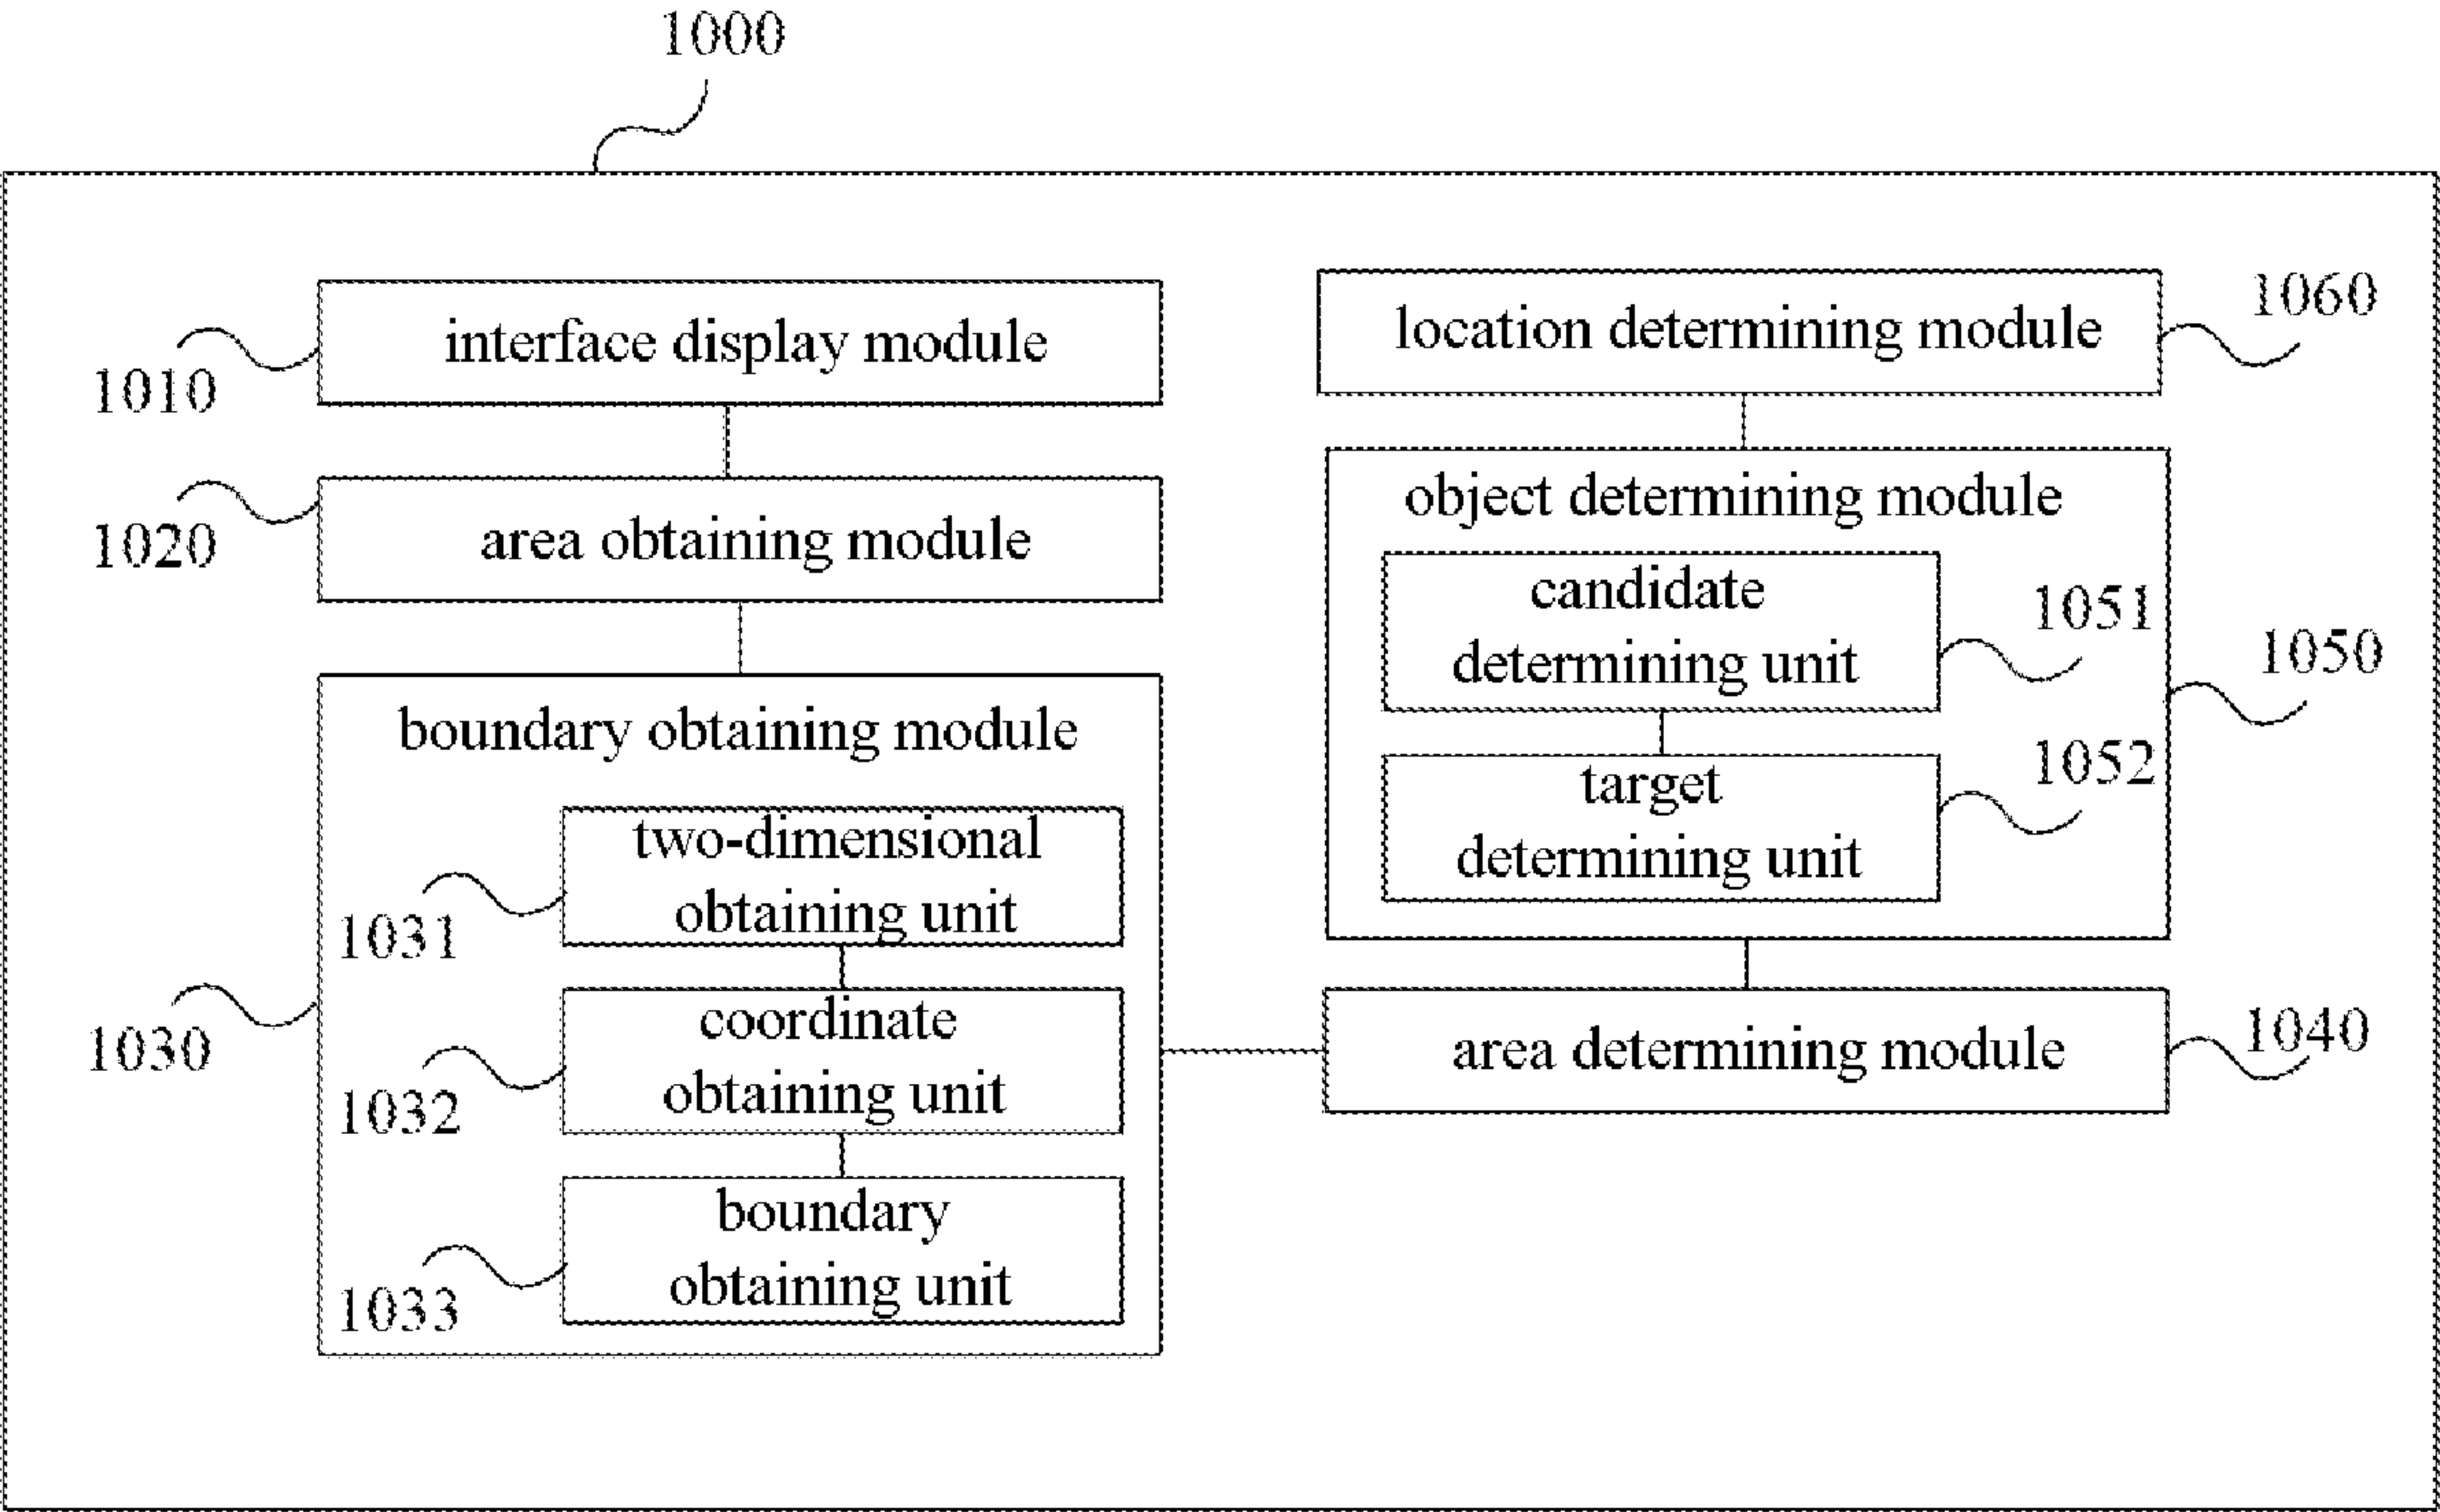 1000
interface display module
1010
area obtaining module
1020
boundary obtaining module
two-dimensional
obtaining unit
1031
1030
coordinate
obtaining unit
1032
boundary
obtaining unit
1033
location determining module
1060
object determining module
candidate
determining unit
1051
1050
target
determining unit
1052
area determining module
1040